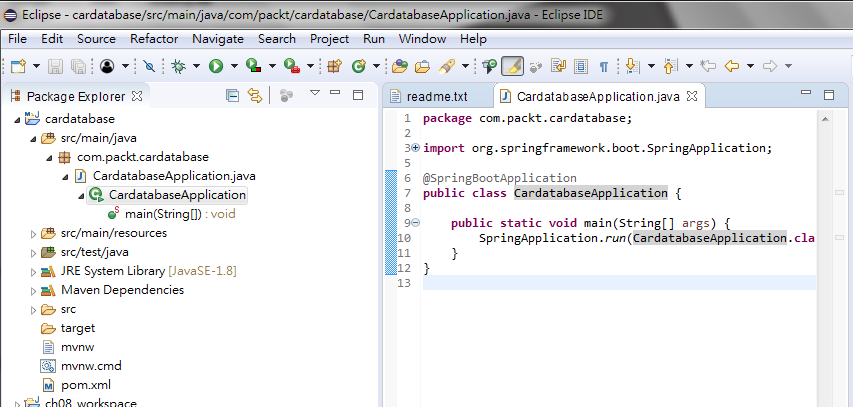 Eclipse - cardatabase/src/main/java/com/packt/cardatabase/CardatabaseApplication.java - Eclipse IDE
File Edit Source Refactor Navigate Search Project Run Window Help
Package Explorer
cardatabase
src/main/java
com.packt.cardatabase
CardatabaseApplication.java
CardatabaseApplication
main(String[]) : void
src/main/resources
src/test/java
JRE System Library [JavaSE-1.8]
Maven Dependencies
src
target
mvnw
mvnw.cmd
pom.xml
ch08_workspace
readme.txt
CardatabaseApplication.java
1 package com.packt.cardatabase;
2
3 import org.springframework.boot.SpringApplication;
5
6 @SpringBootApplication
7 public class CardatabaseApplication {
8
9 public static void main(String[] args) {
10 SpringApplication.run(CardatabaseApplication.cla
11 }
12 }
13